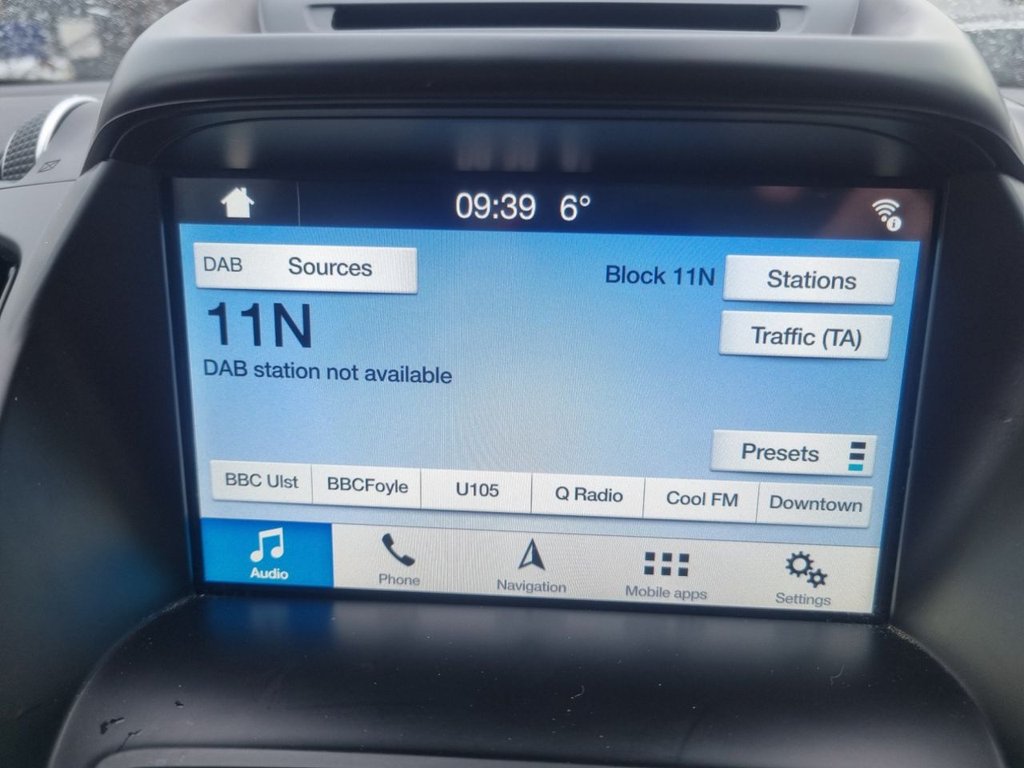 09:39 6°
DAB Sources
Block 11N Stations
11N
Traffic (TA)
DAB station not available
Presets
BBC Ulst BBCFoyle U105 Q Radio Cool FM Downtown
Audio Phone Navigation Mobile apps Settings